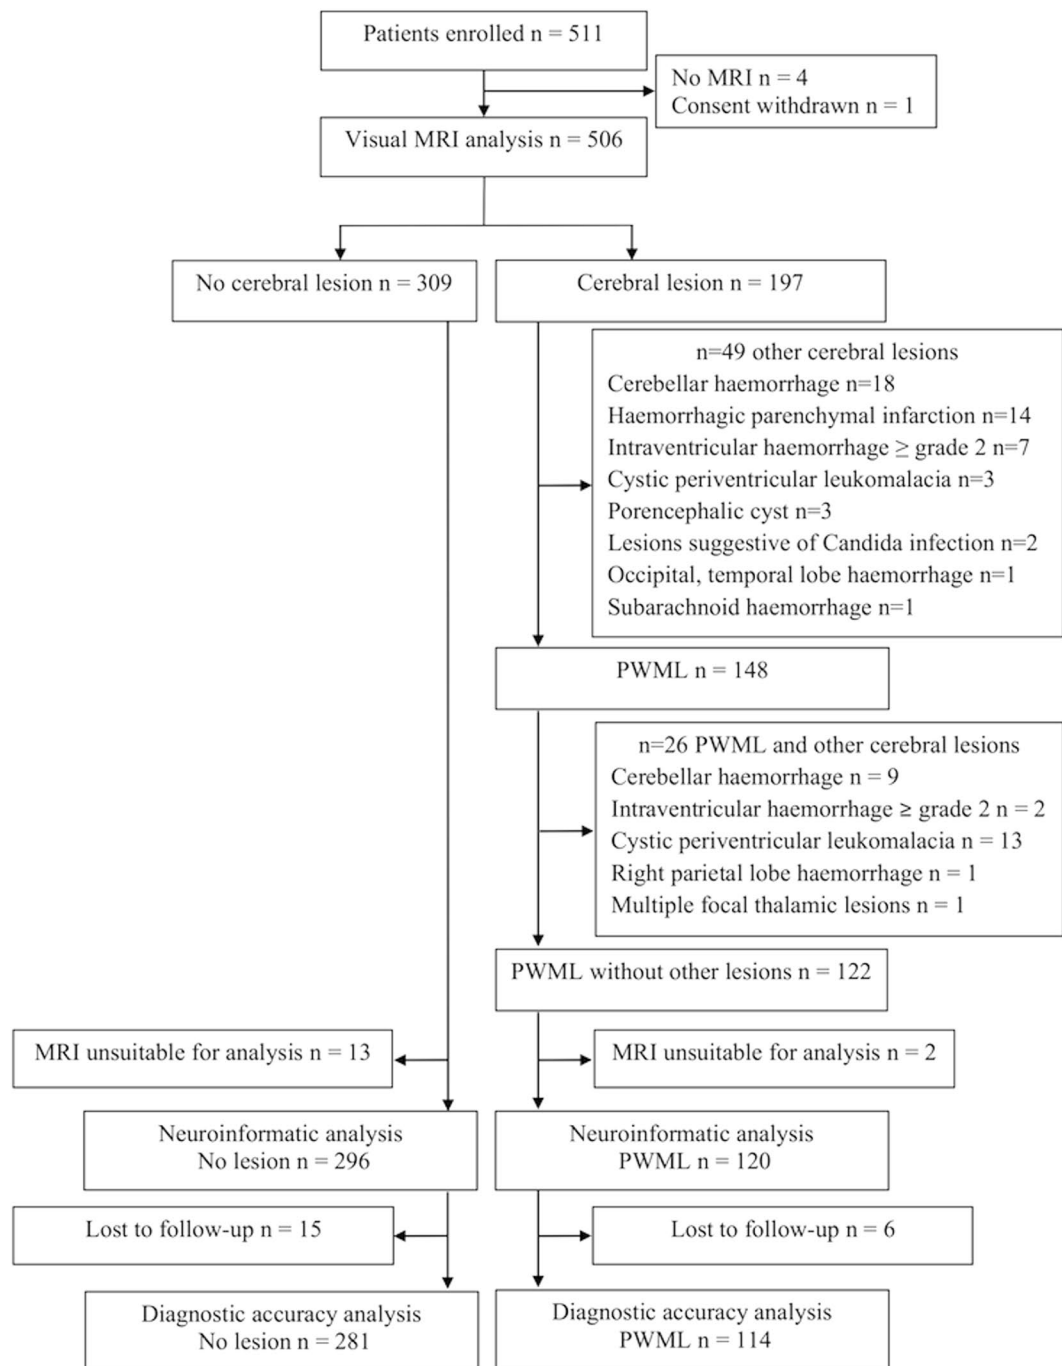 Patients enrolled n = 511
No MRI n = 4
Consent withdrawn n = 1
Visual MRI analysis n = 506
No cerebral lesion n = 309
Cerebral lesion n = 197
n=49 other cerebral lesions
Cerebellar haemorrhage n=18
Haemorrhagic parenchymal infarction n=14
Intraventricular haemorrhage ≥ grade 2 n=7
Cystic periventricular leukomalacia n=3
Porencephalic cyst n=3
Lesions suggestive of Candida infection n=2
Occipital, temporal lobe haemorrhage n=1
Subarachnoid haemorrhage n=1
PWML n = 148
n=26 PWML and other cerebral lesions
Cerebellar haemorrhage n = 9
Intraventricular haemorrhage ≥ grade 2 n = 2
Cystic periventricular leukomalacia n = 13
Right parietal lobe haemorrhage n = 1
Multiple focal thalamic lesions n = 1
PWML without other lesions n = 122
MRI unsuitable for analysis n = 13
MRI unsuitable for analysis n = 2
Neuroinformatic analysis
No lesion n = 296
Neuroinformatic analysis
PWML n = 120
Lost to follow-up n = 15
Lost to follow-up n = 6
Diagnostic accuracy analysis
No lesion n = 281
Diagnostic accuracy analysis
PWML n = 114